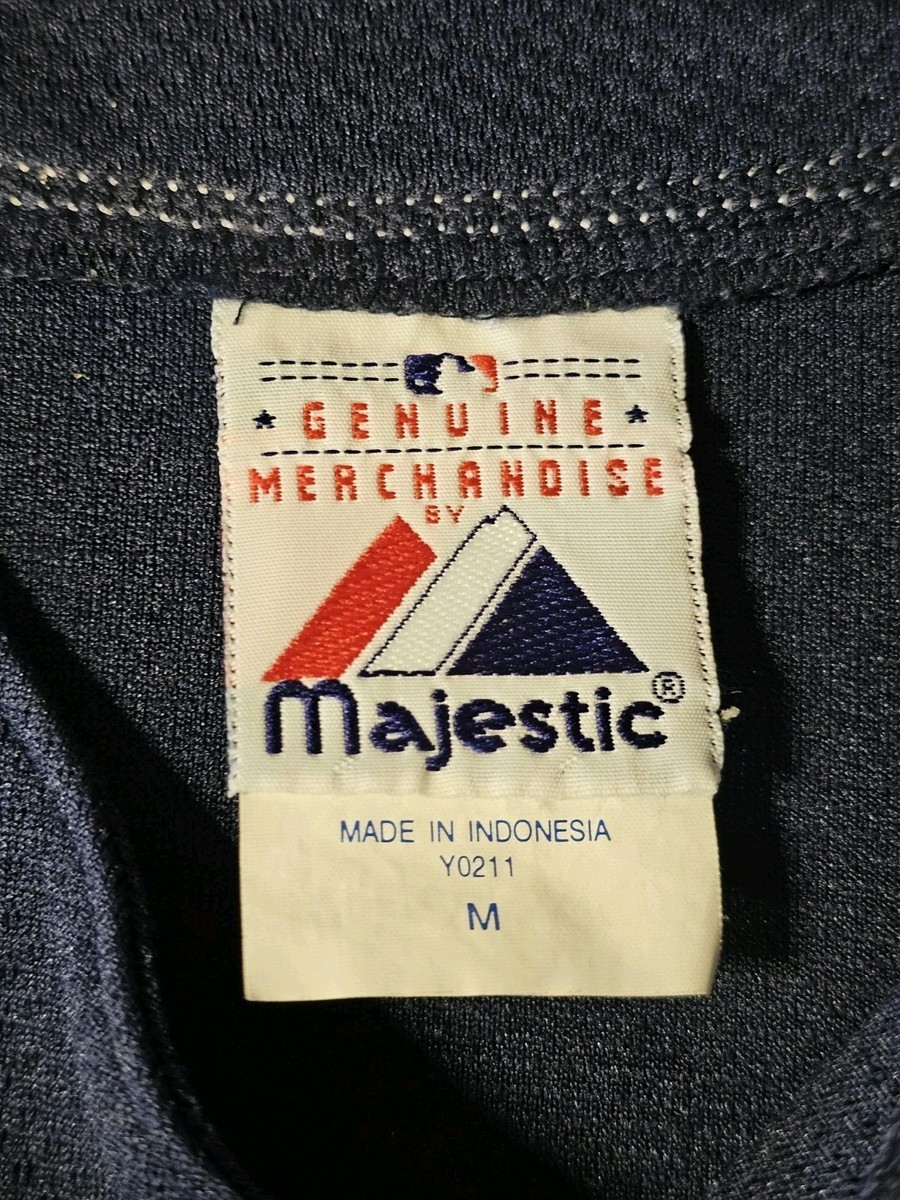 GENUINE
MERCHANDISE
BY
Majestic®
MADE IN INDONESIA
Y0211
M